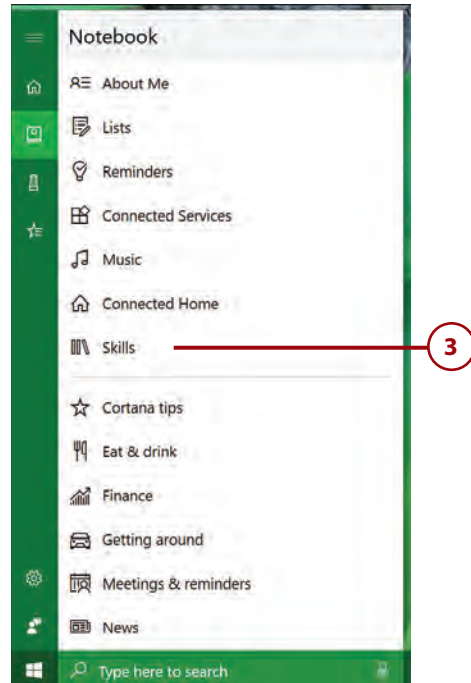 Notebook
About Me
Lists
Reminders
Connected Services
Music
Connected Home
Skills
3
Cortana tips
Eat & drink
Finance
Getting around
Meetings & reminders
News
Type here to search